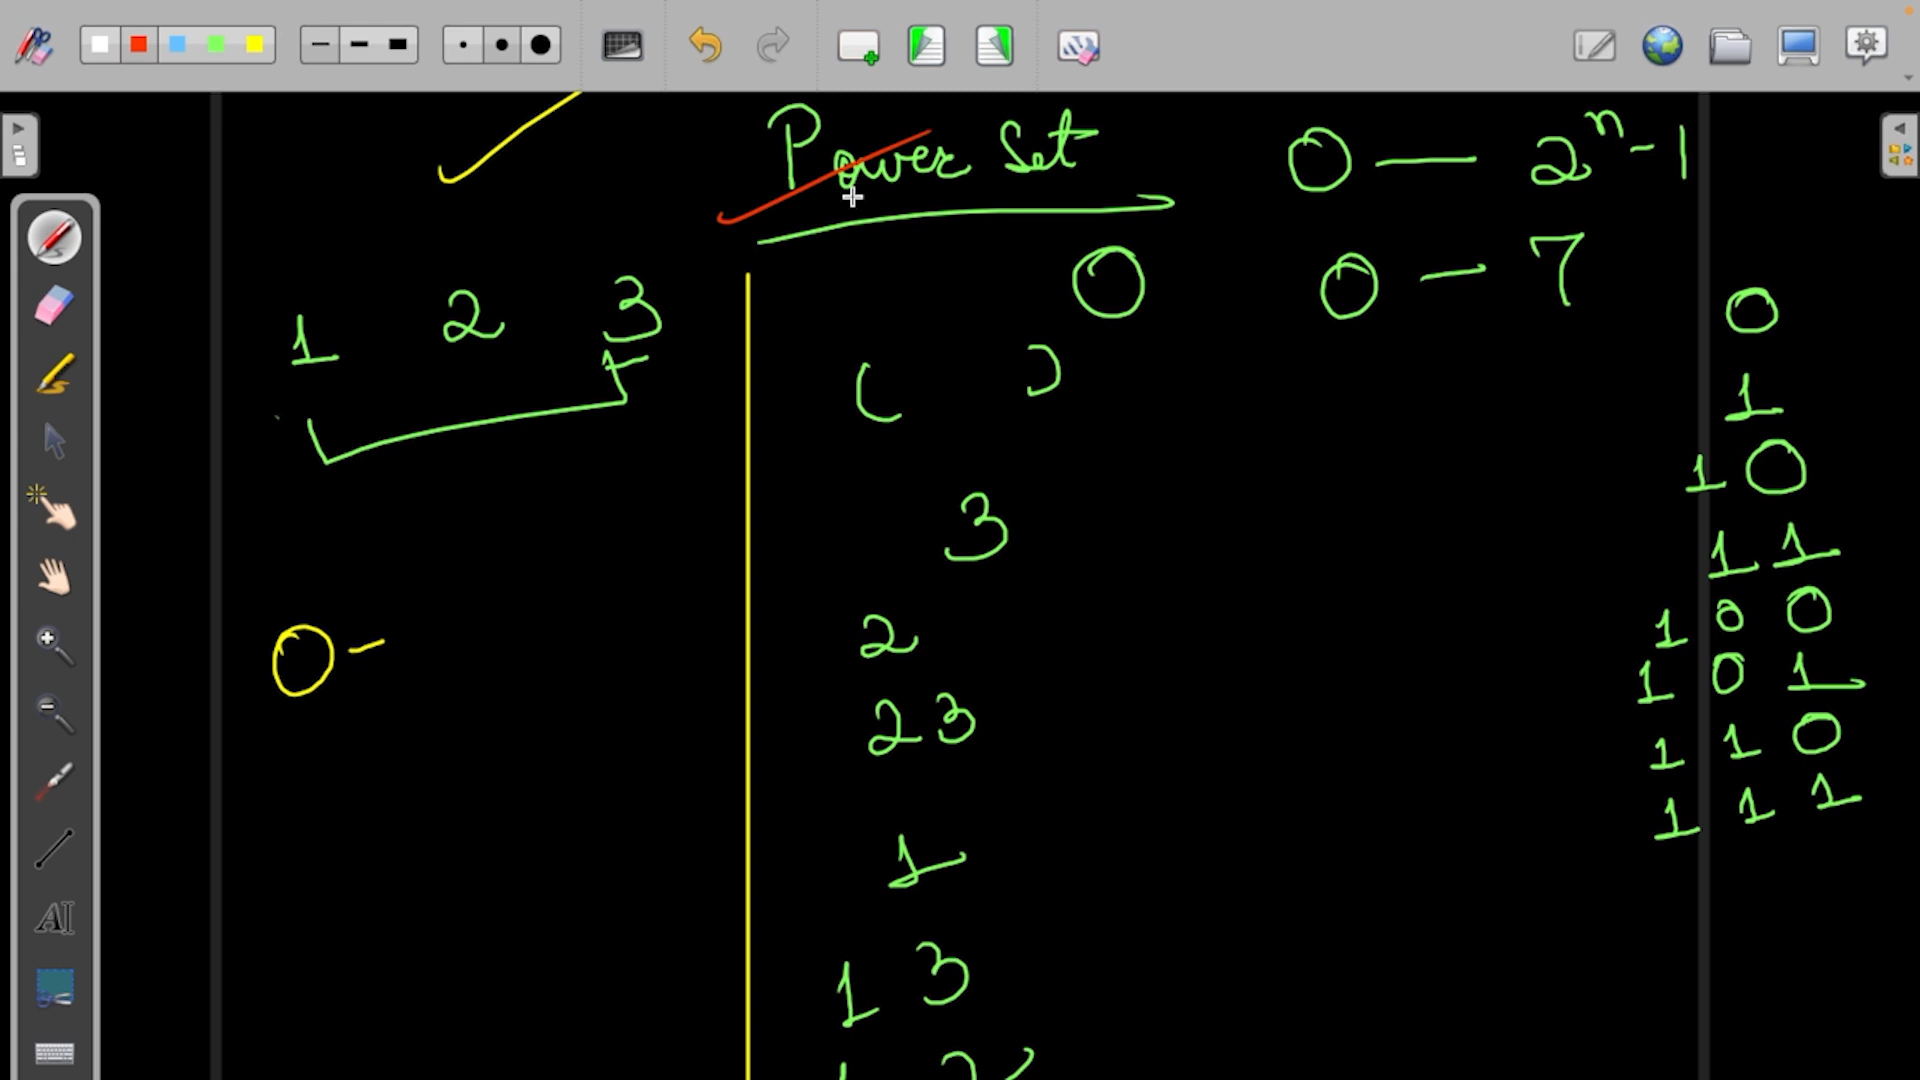 Power Set
0 — 2^n - 1
0
0 — 7
1 2 3
( )
3
2
2 3
1
1 3
0 -
0
1
1 0
1 1
1 0 0
1 0 1
1 1 0
1 1 1